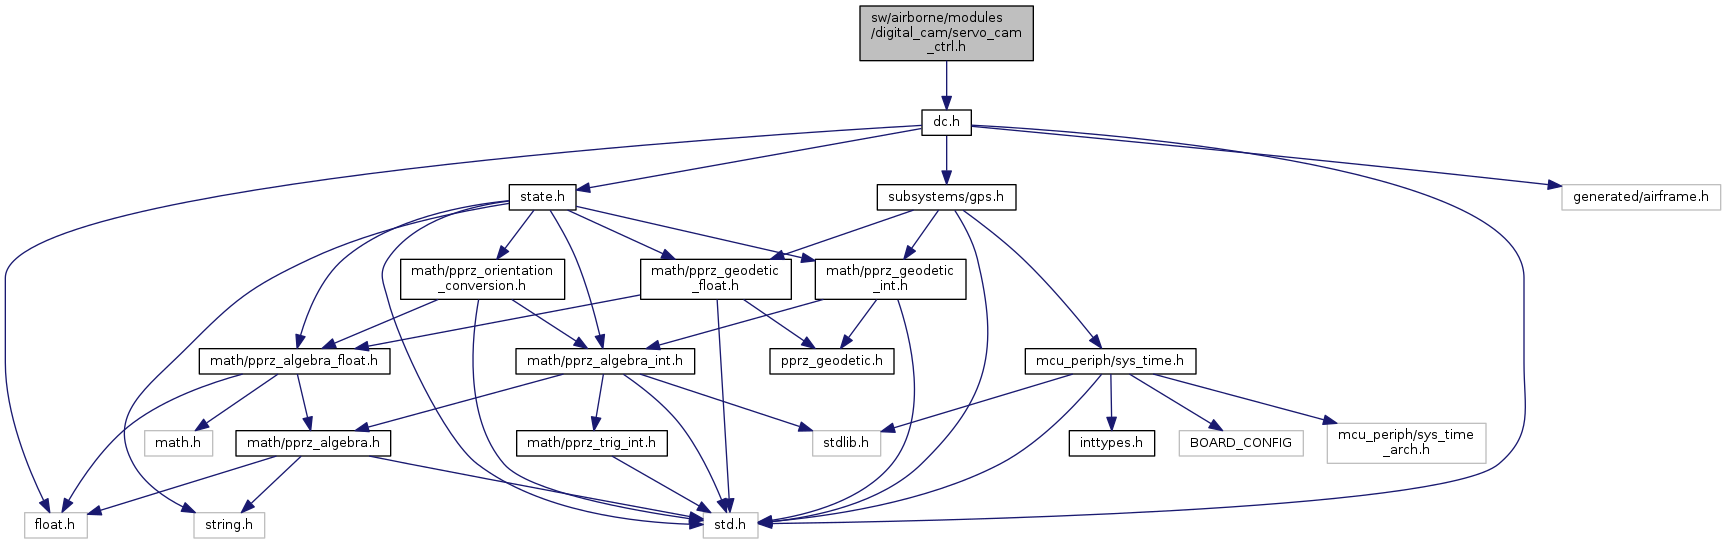 sw/airborne/modules
/digital_cam/servo_cam
_ctrl.h
dc.h
state.h
subsystems/gps.h
generated/airframe.h
math/pprz_orientation
_conversion.h
math/pprz_geodetic
_float.h
math/pprz_geodetic
_int.h
math/pprz_algebra_float.h
math/pprz_algebra_int.h
pprz_geodetic.h
mcu_periph/sys_time.h
math.h
math/pprz_algebra.h
math/pprz_trig_int.h
stdlib.h
inttypes.h
BOARD_CONFIG
mcu_periph/sys_time
_arch.h
float.h
string.h
std.h